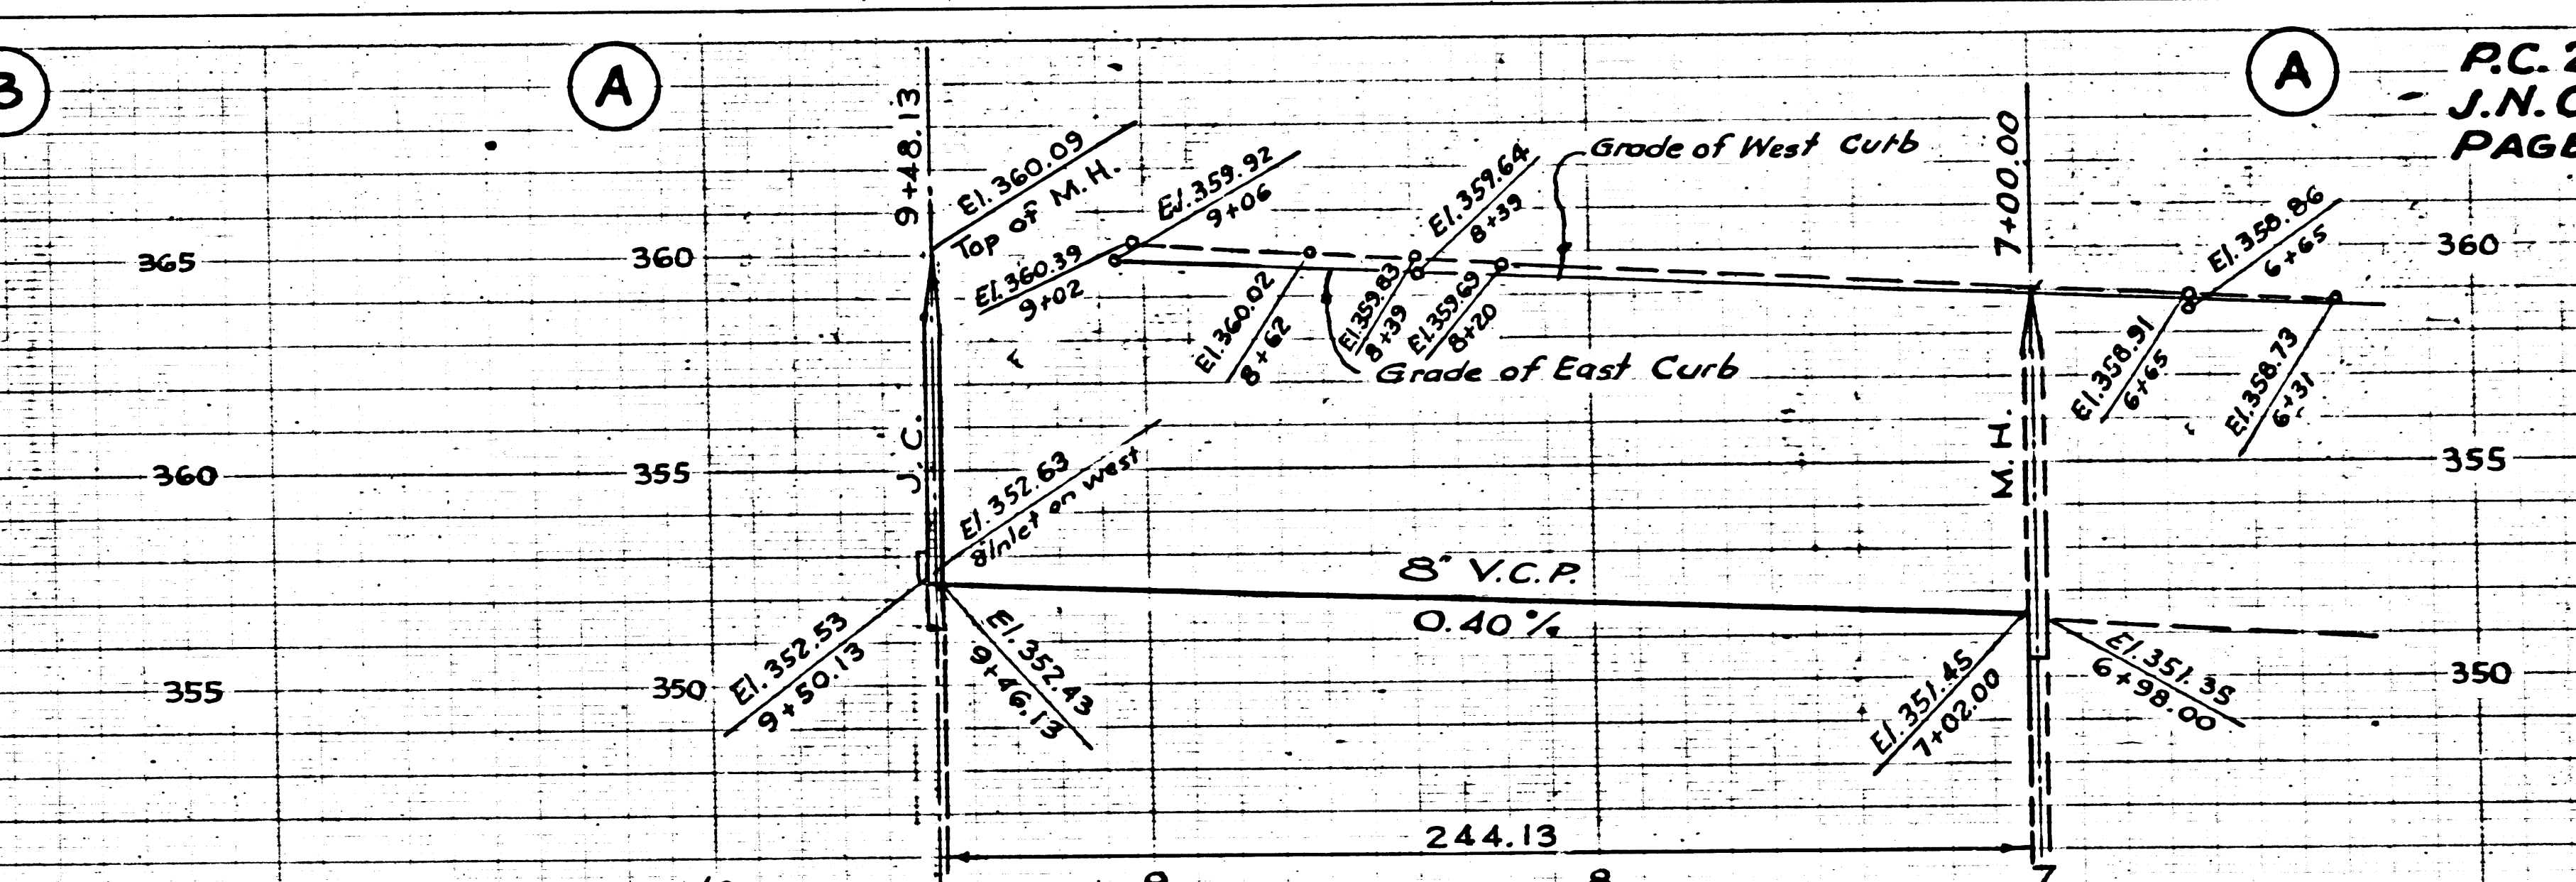 B
A
A
P.C. 2
J.N.
PAGE
9+48.13
El. 360.09
Top of M.H.
El. 359.92
9+06
El. 360.39
9+02
El. 360.02
8+62
El. 359.64
8+39
El. 359.83
8+39
El. 359.69
8+20
Grade of West Curb
Grade of East Curb
7+00.00
El. 358.86
6+65
El. 358.91
6+65
El. 358.73
6+31
365
360
360
360
355
355
355
350
350
J.C.
M.H.
El. 352.63
8" Inlet on west
8" V.C.P.
0.40 %
El. 352.53
9+50.13
El. 352.43
9+46.13
El. 351.45
7+02.00
El. 351.35
6+98.00
244.13
9
8
7